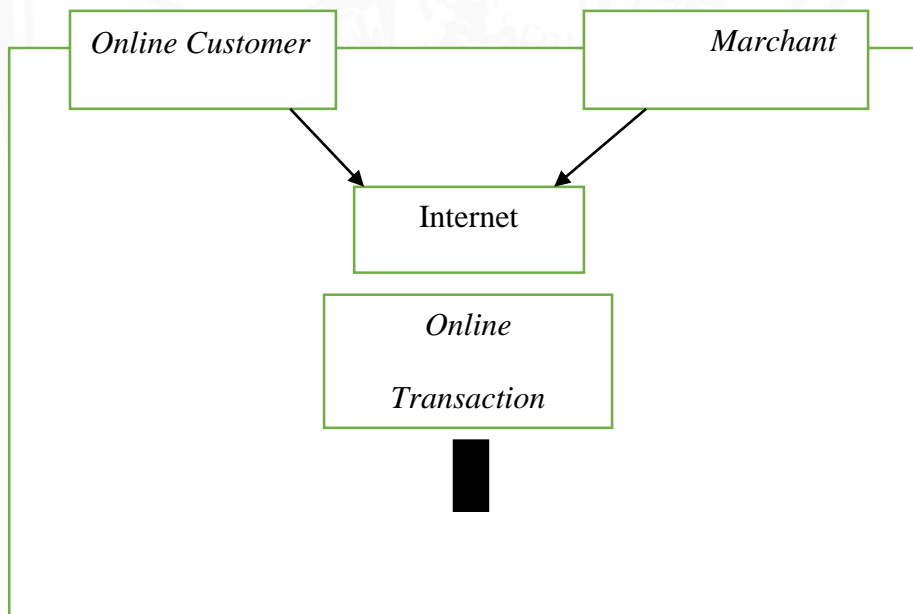 Online Customer
Marchant
Internet
Online
Transaction